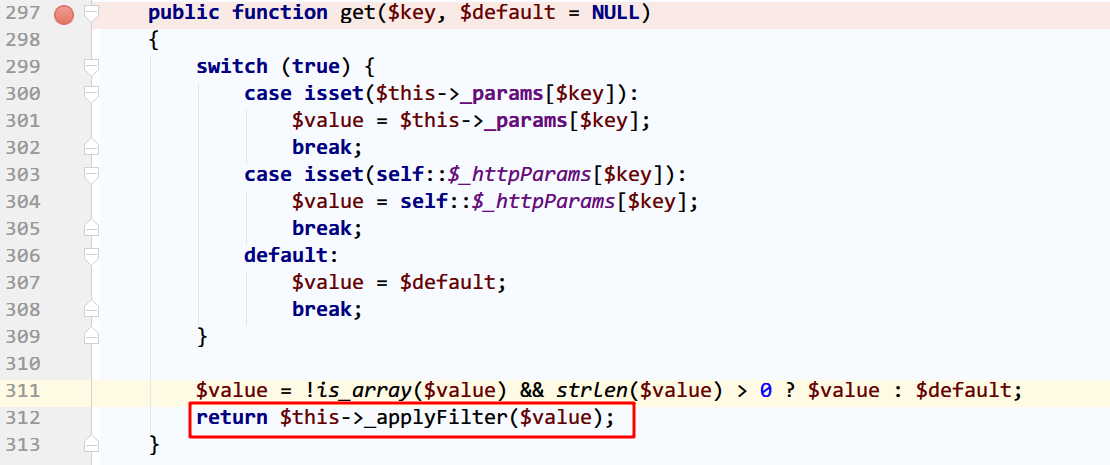 297 public function get($key, $default = NULL)
298 {
299 switch (true) {
300 case isset($this->_params[$key]):
301 $value = $this->_params[$key];
302 break;
303 case isset(self::$_httpParams[$key]):
304 $value = self::$_httpParams[$key];
305 break;
306 default:
307 $value = $default;
308 break;
309 }
310
311 $value = !is_array($value) && strlen($value) > 0 ? $value : $default;
312 return $this->_applyFilter($value);
313 }